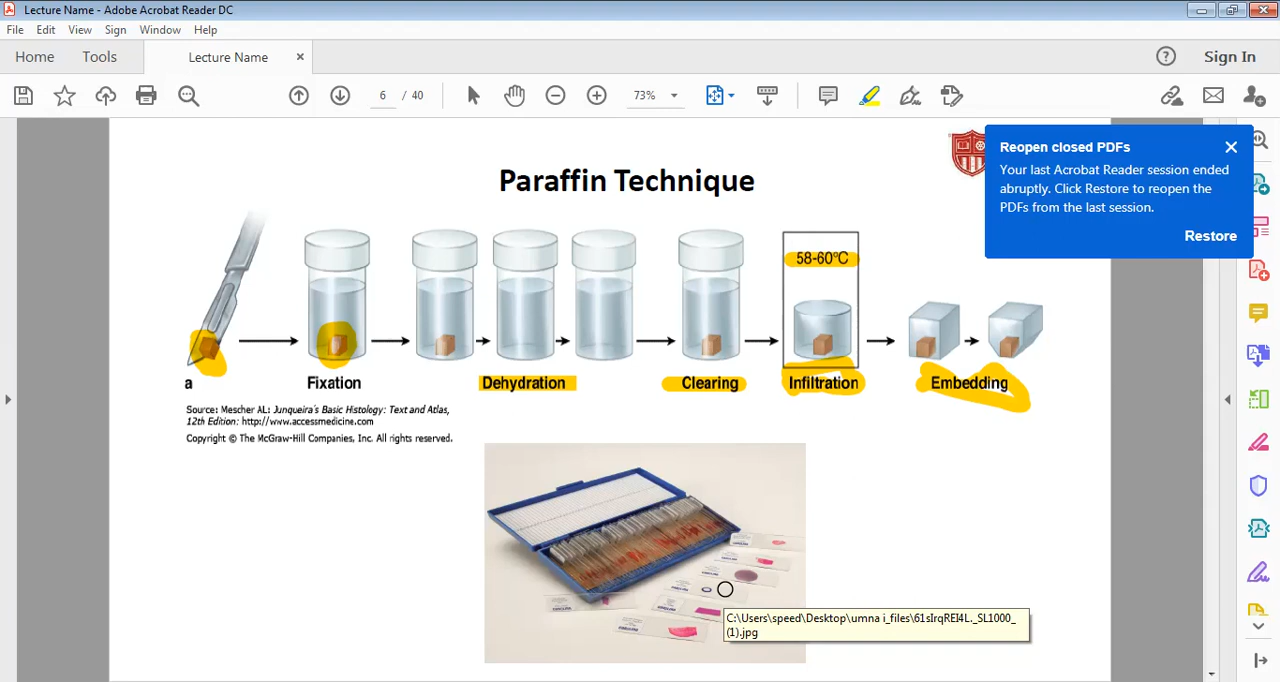 Lecture Name - Adobe Acrobat Reader DC
File Edit View Sign Window Help
Home Tools Lecture Name × Sign In
6 / 40 73%
Reopen closed PDFs
Your last Acrobat Reader session ended
abruptly. Click Restore to reopen the
PDFs from the last session.
Restore
Paraffin Technique
58-60°C
a Fixation Dehydration Clearing Infiltration Embedding
Source: Mescher AL: Junqueira's Basic Histology: Text and Atlas,
12th Edition: http://www.accessmedicine.com
Copyright © The McGraw-Hill Companies, Inc. All rights reserved.
C:\Users\speed\Desktop\umna i_files\61sIrqREI4L._SL1000_
(1).jpg